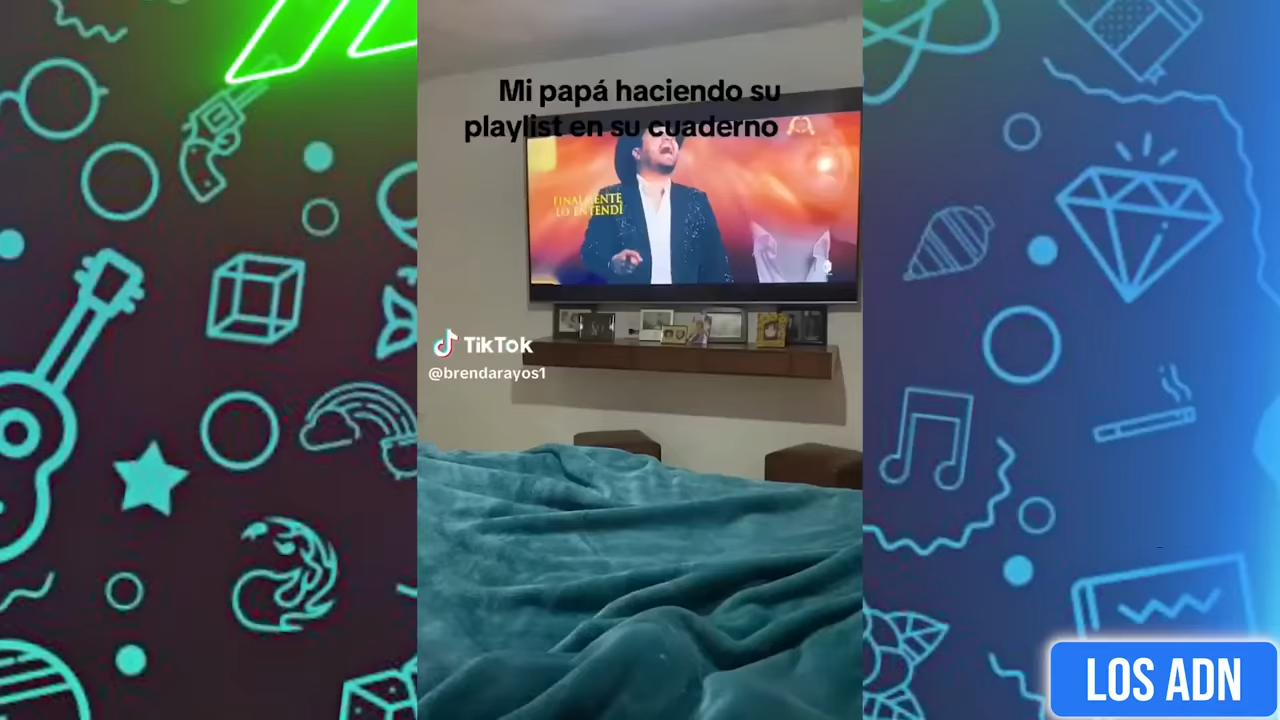 Mi papá haciendo su
playlist en su cuaderno
FINALMENTE
LO ENTENDÍ
TikTok
@brendarayos1
LOS ADN